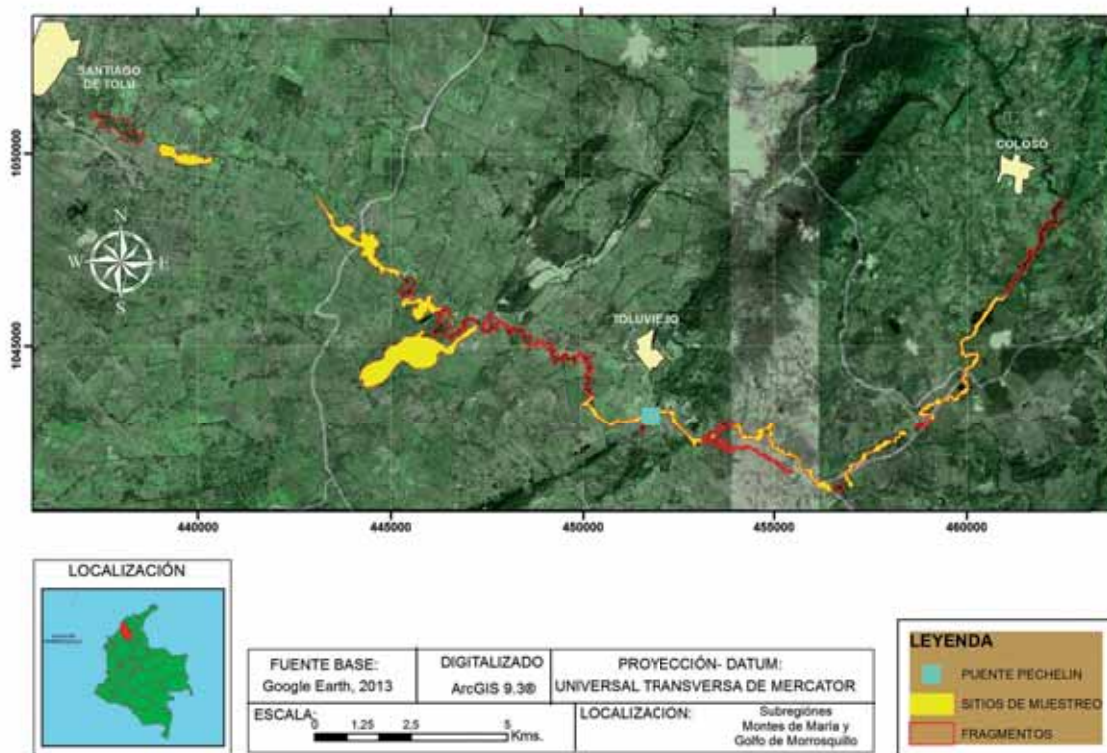 SANTIAGO
DE TOLU
COLOSO
TOLUVIEJO
N
W
E
S
1050000
1045000
440000
445000
450000
455000
460000
LOCALIZACIÓN
FUENTE BASE:
Google Earth, 2013
DIGITALIZADO
ArcGIS 9.3®
PROYECCIÓN- DATUM:
UNIVERSAL TRANSVERSA DE MERCATOR
ESCALA:
0 1.25 2.5 5
Kms.
LOCALIZACION:
Subregiónes
Montes de María y
Golfo de Morrosquillo
LEYENDA
PUENTE PECHELIN
SITIOS DE MUESTREO
FRAGMENTOS